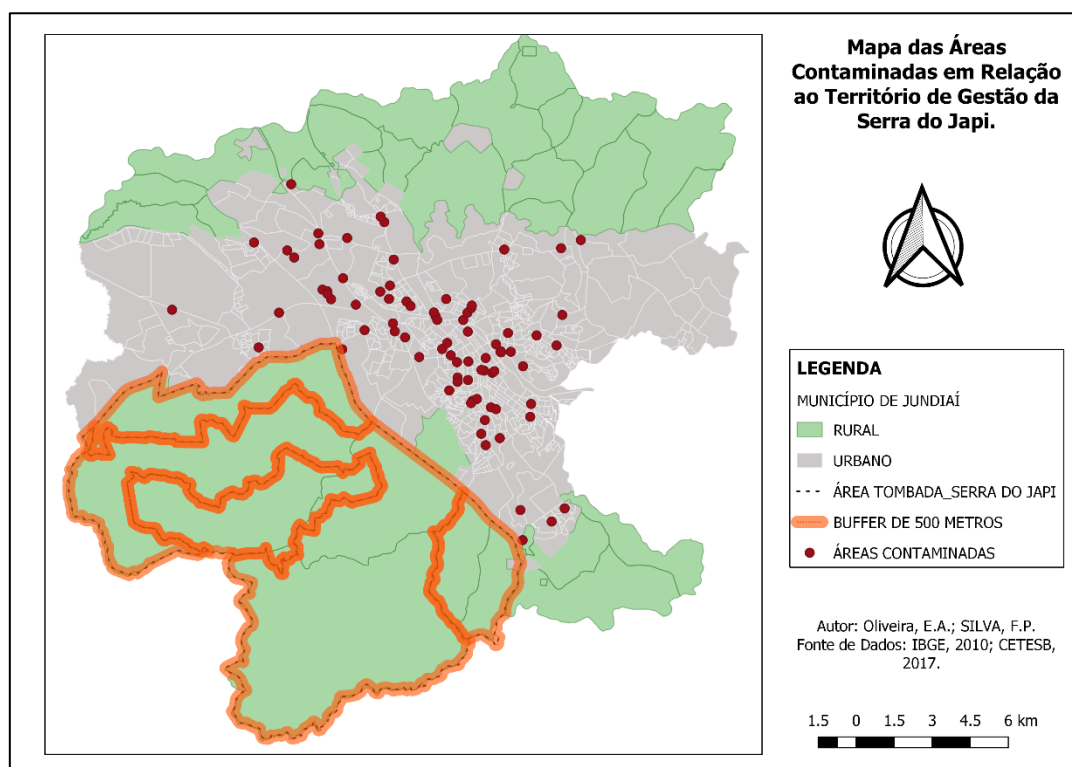 Mapa das Áreas
Contaminadas em Relação
ao Território de Gestão da
Serra do Japi.
LEGENDA
MUNICÍPIO DE JUNDIAÍ
RURAL
URBANO
ÁREA TOMBADA_SERRA DO JAPI
BUFFER DE 500 METROS
ÁREAS CONTAMINADAS
Autor: Oliveira, E.A.; SILVA, F.P.
Fonte de Dados: IBGE, 2010; CETESB,
2017.
1.5 0 1.5 3 4.5 6 km